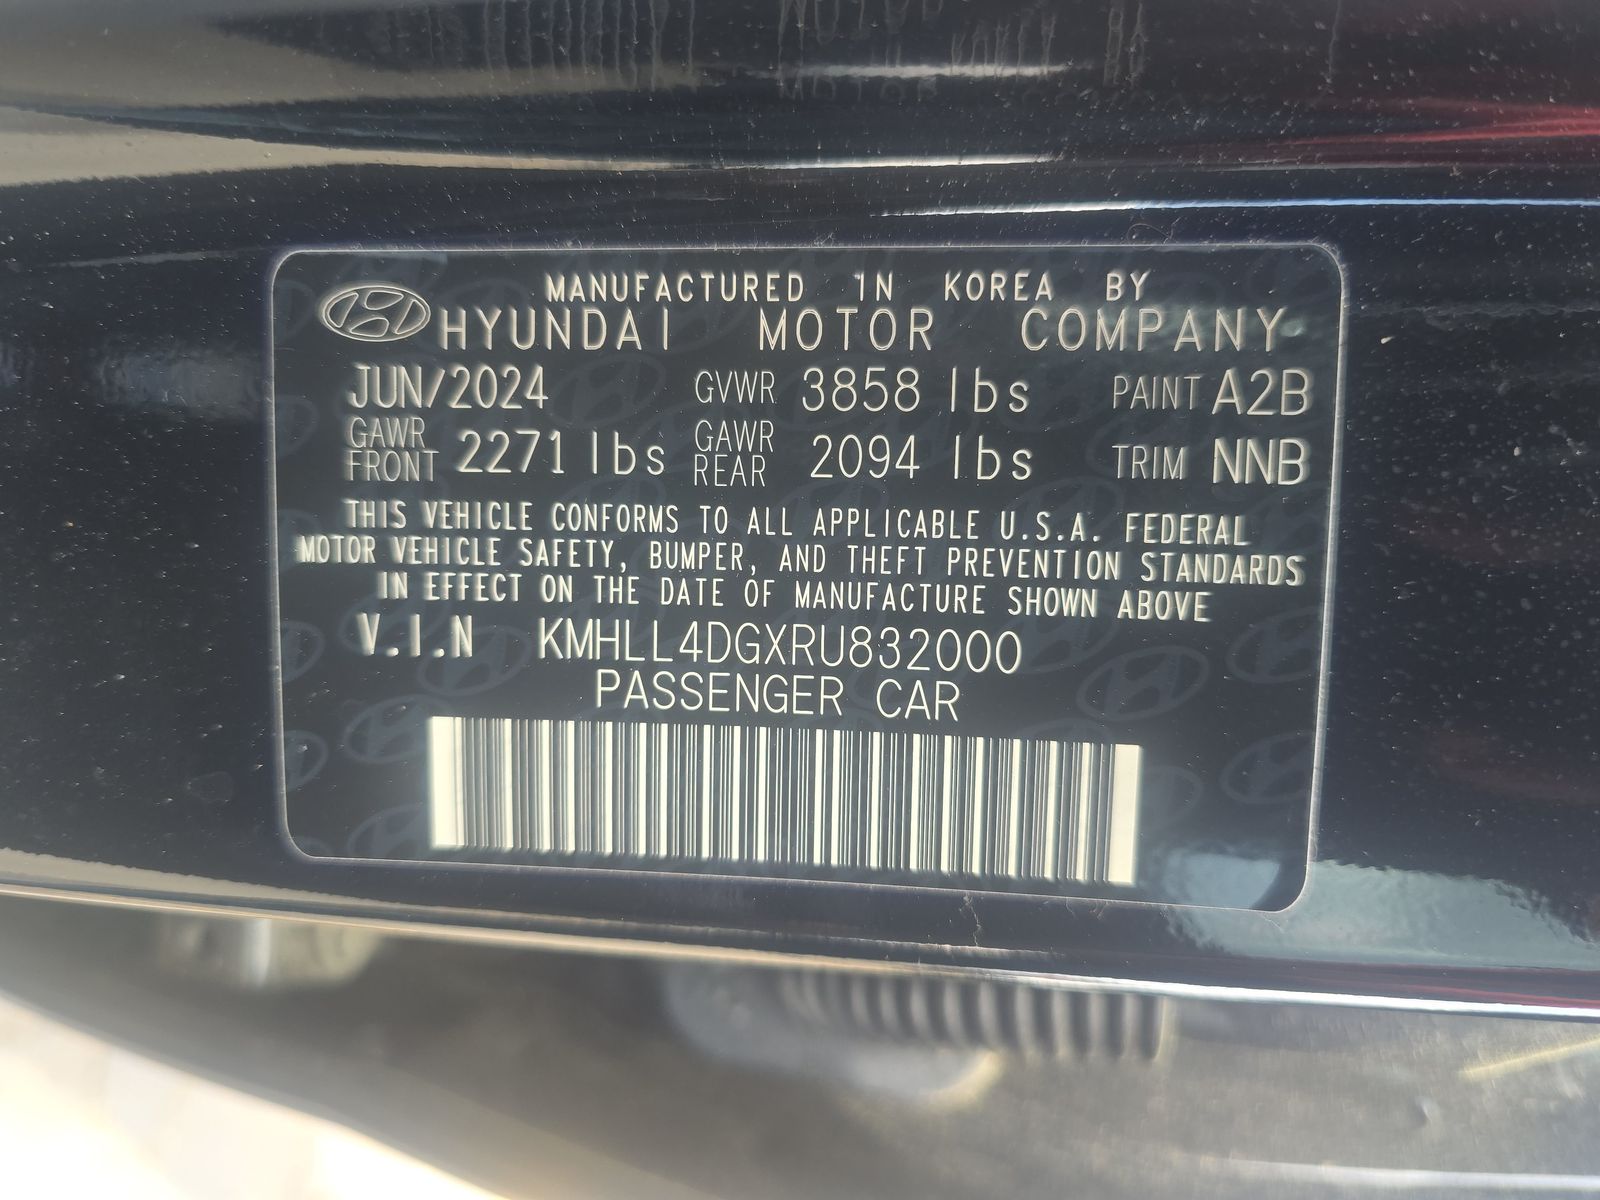 MANUFACTURED IN KOREA BY
HYUNDAI MOTOR COMPANY
JUN/2024 GVWR 3858 lbs PAINT A2B
GAWR FRONT 2271 lbs GAWR REAR 2094 lbs TRIM NNB
THIS VEHICLE CONFORMS TO ALL APPLICABLE U.S.A. FEDERAL
MOTOR VEHICLE SAFETY, BUMPER, AND THEFT PREVENTION STANDARDS
IN EFFECT ON THE DATE OF MANUFACTURE SHOWN ABOVE
V.I.N KMHLL4DGXRU832000
PASSENGER CAR